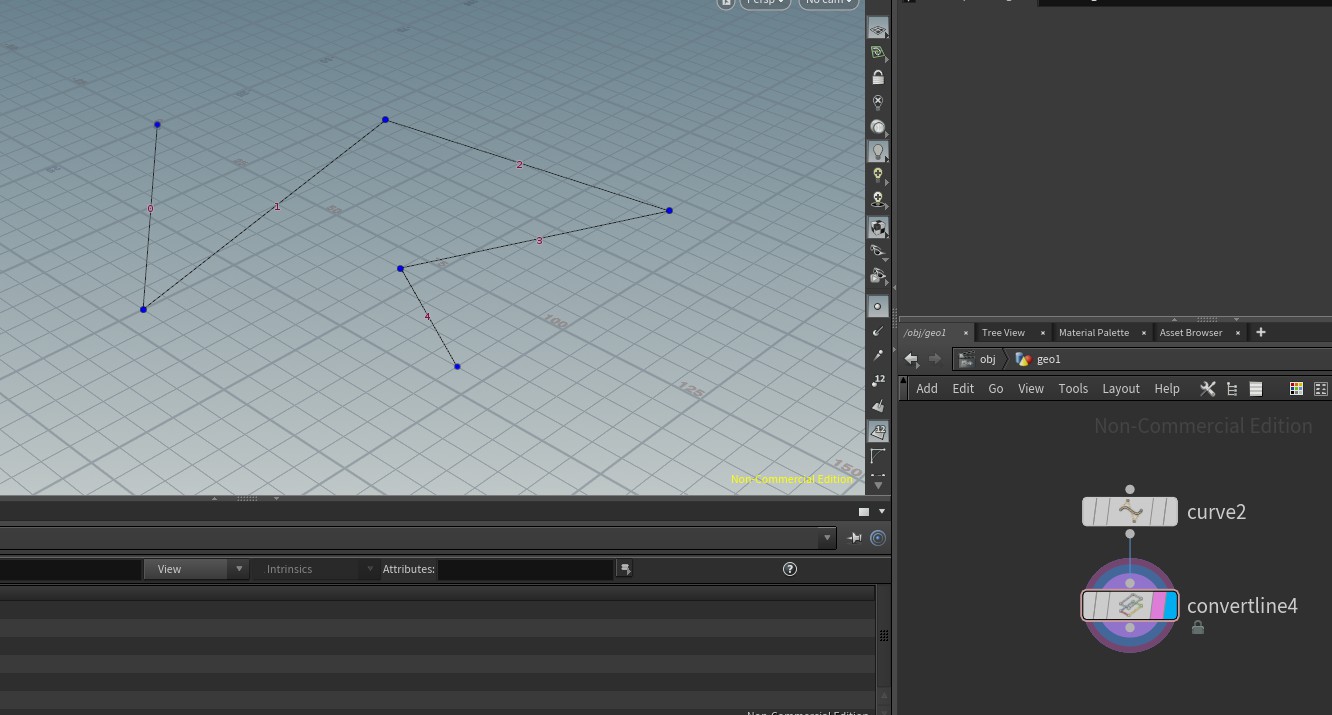 Persp
No cam
0
1
2
3
4
100
125
150
Non-Commercial Edition
/obj/geo1
Tree View
Material Palette
Asset Browser
obj
geo1
Add Edit Go View Tools Layout Help
12
12
Non-Commercial Edition
curve2
convertline4
View
Intrinsics
Attributes:
Non-Commercial Edition